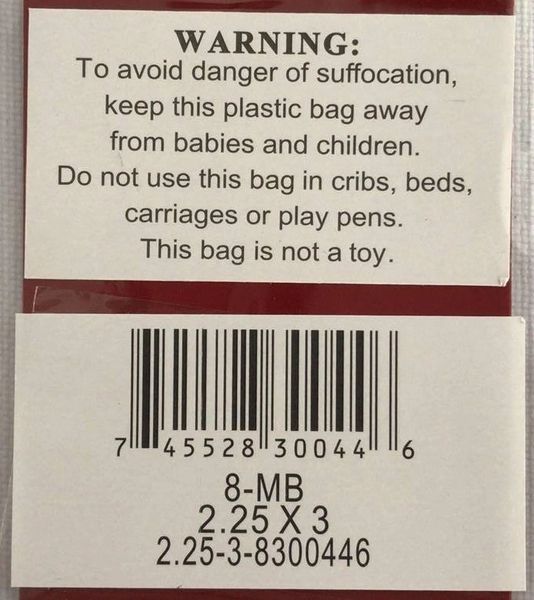 WARNING:
To avoid danger of suffocation,
keep this plastic bag away
from babies and children.
Do not use this bag in cribs, beds,
carriages or play pens.
This bag is not a toy.
7 45528 30044 6
8-MB
2.25 X 3
2.25-3-8300446